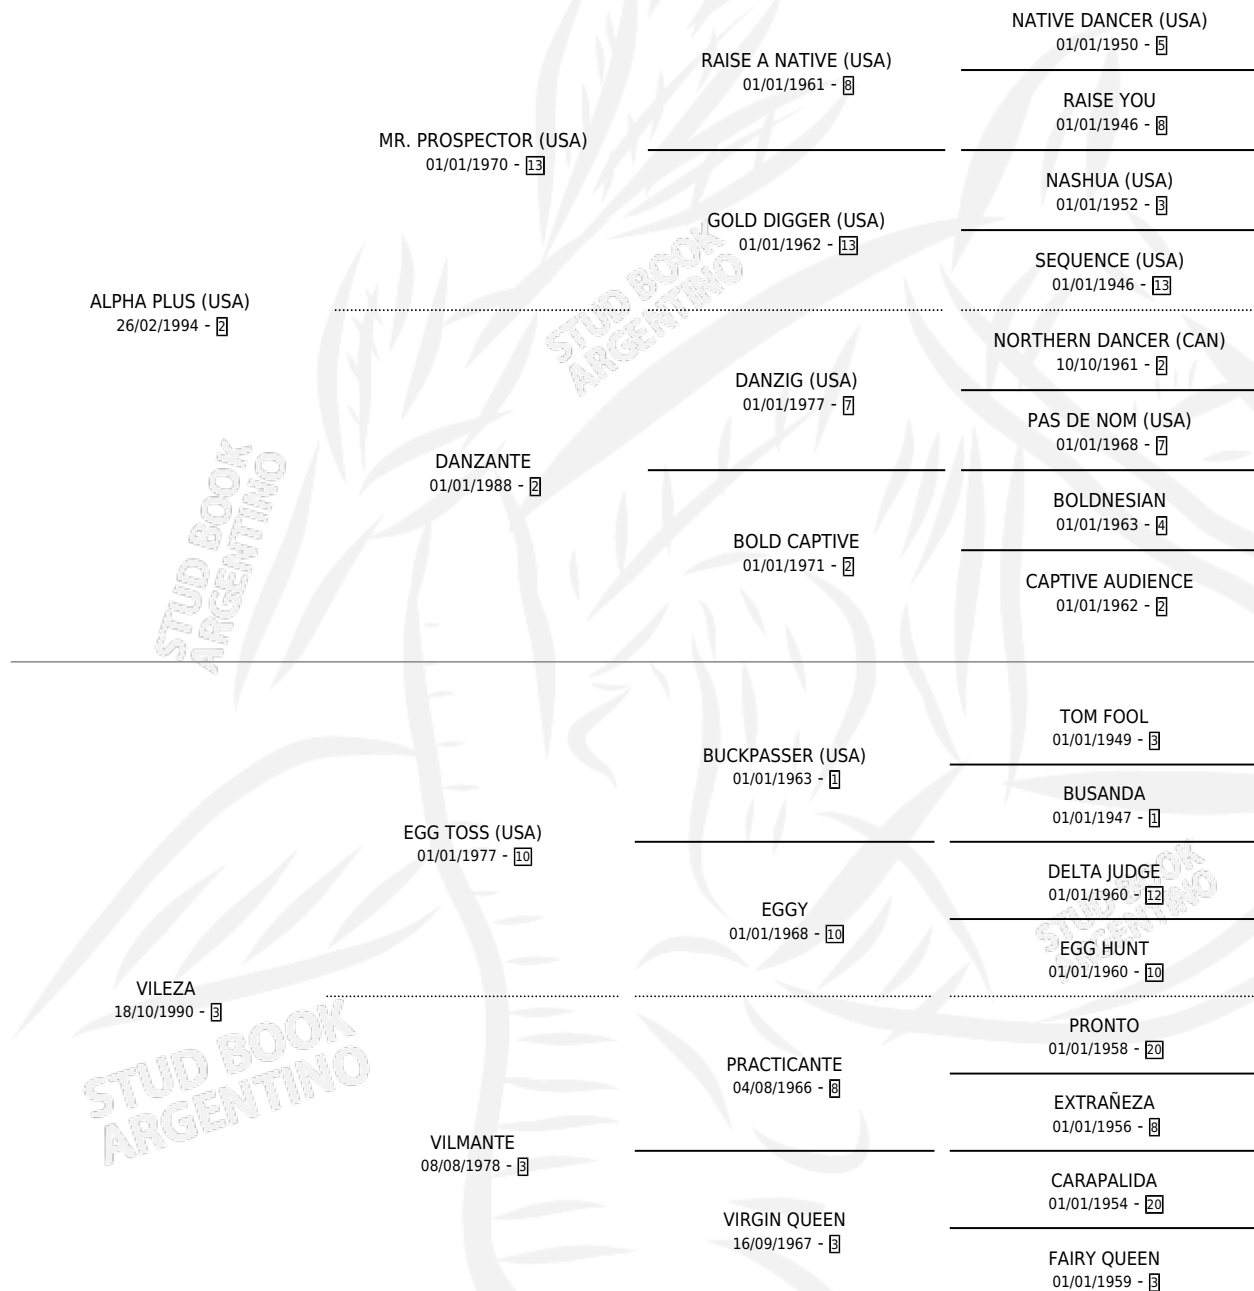 NATIVE DANCER (USA)
01/01/1950 - 5
RAISE A NATIVE (USA)
01/01/1961 - 8
RAISE YOU
01/01/1946 - 8
MR. PROSPECTOR (USA)
01/01/1970 - 13
NASHUA (USA)
01/01/1952 - 3
GOLD DIGGER (USA)
01/01/1962 - 13
SEQUENCE (USA)
01/01/1946 - 13
ALPHA PLUS (USA)
26/02/1994 - 2
STUD BOOK
ARGENTINO
NORTHERN DANCER (CAN)
10/10/1961 - 2
DANZIG (USA)
01/01/1977 - 7
PAS DE NOM (USA)
01/01/1968 - 7
DANZANTE
01/01/1988 - 2
BOLDNESIAN
01/01/1963 - 4
BOLD CAPTIVE
01/01/1971 - 2
CAPTIVE AUDIENCE
01/01/1962 - 2
STUD BOOK
ARGENTINO
TOM FOOL
01/01/1949 - 3
BUCKPASSER (USA)
01/01/1963 - 1
BUSANDA
01/01/1947 - 1
EGG TOSS (USA)
01/01/1977 - 10
DELTA JUDGE
01/01/1960 - 12
EGGY
01/01/1968 - 10
STUD BOOK
ARGENTINO
EGG HUNT
01/01/1960 - 10
VILEZA
18/10/1990 - 3
STUD BOOK
ARGENTINO
PRONTO
01/01/1958 - 20
PRACTICANTE
04/08/1966 - 8
EXTRAÑEZA
01/01/1956 - 8
VILMANTE
08/08/1978 - 3
CARAPALIDA
01/01/1954 - 20
VIRGIN QUEEN
16/09/1967 - 3
FAIRY QUEEN
01/01/1959 - 3